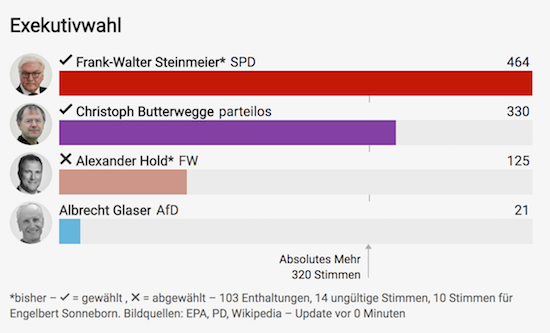 Exekutivwahl
✓ Frank-Walter Steinmeier* SPD 464
✓ Christoph Butterwegge parteilos 330
✕ Alexander Hold* FW 125
Albrecht Glaser AfD 21
Absolutes Mehr
320 Stimmen
*bisher – ✓ = gewählt , ✕ = abgewählt – 103 Enthaltungen, 14 ungültige Stimmen, 10 Stimmen für
Engelbert Sonneborn. Bildquellen: EPA, PD, Wikipedia – Update vor 0 Minuten